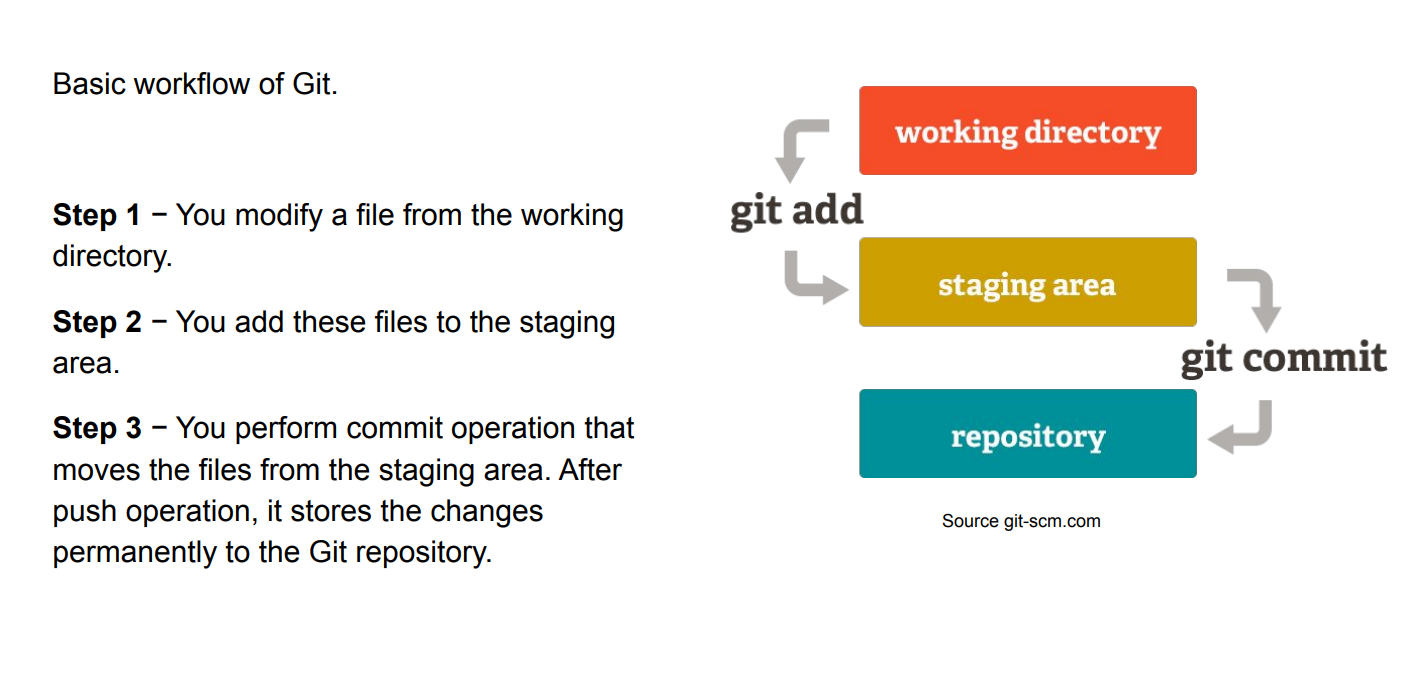 Basic workflow of Git.
Step 1 − You modify a file from the working
directory.
Step 2 − You add these files to the staging
area.
Step 3 − You perform commit operation that
moves the files from the staging area. After
push operation, it stores the changes
permanently to the Git repository.
working directory
git add
staging area
git commit
repository
Source git-scm.com